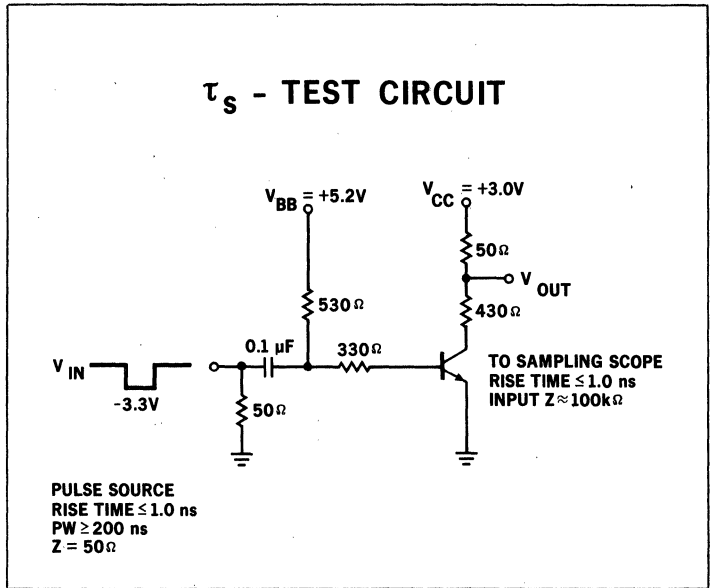 τS - TEST CIRCUIT
VBB = +5.2V
VCC = +3.0V
50Ω
VOUT
530Ω
430Ω
0.1 µF
330Ω
VIN
-3.3V
50Ω
TO SAMPLING SCOPE
RISE TIME ≤ 1.0 ns
INPUT Z ≈ 100kΩ
PULSE SOURCE
RISE TIME ≤ 1.0 ns
PW ≥ 200 ns
Z = 50Ω